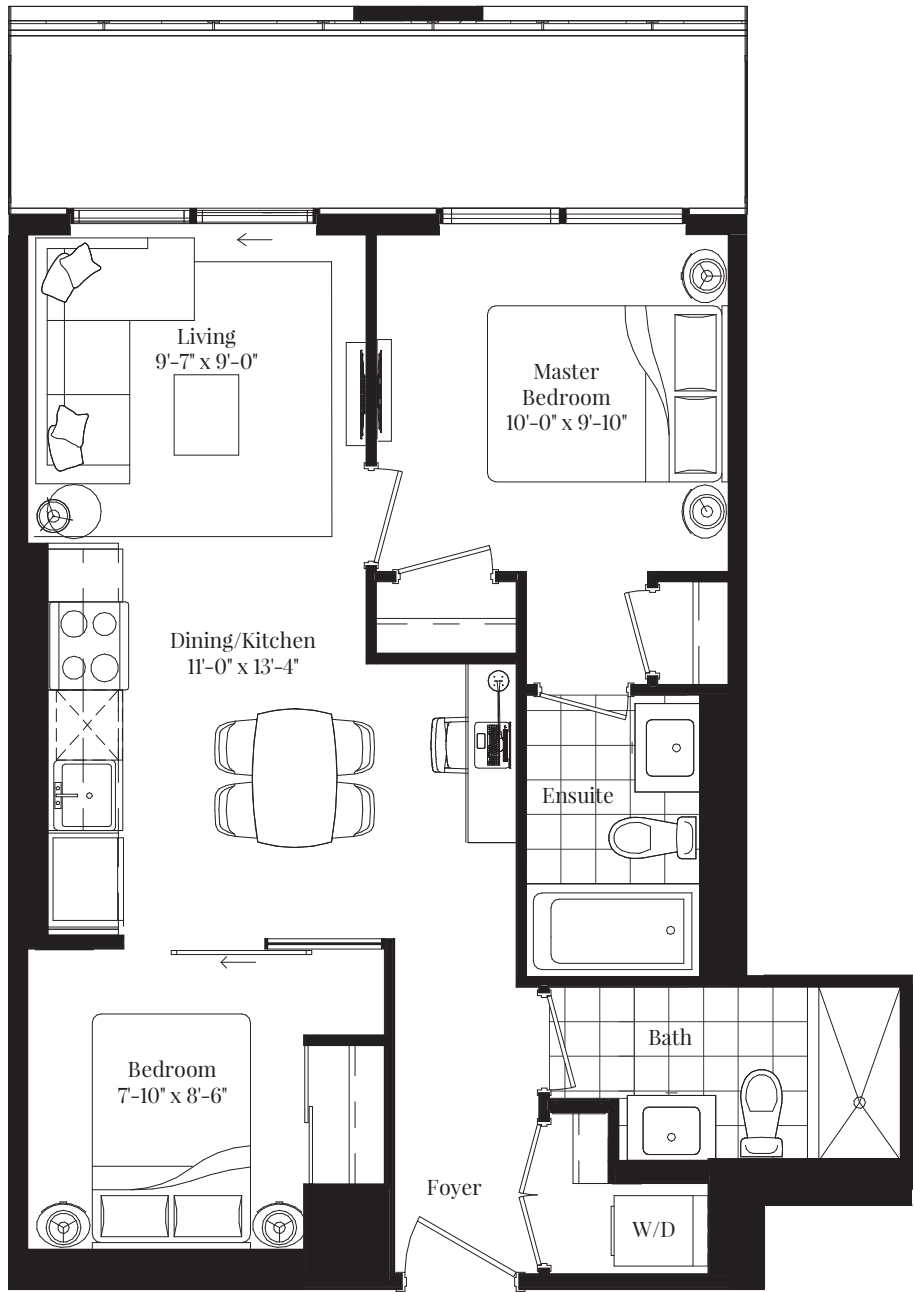 Living
9'-7" x 9'-0"
Master
Bedroom
10'-0" x 9'-10"
Dining/Kitchen
11'-0" x 13'-4"
Ensuite
Bath
Bedroom
7'-10" x 8'-6"
Foyer
W/D